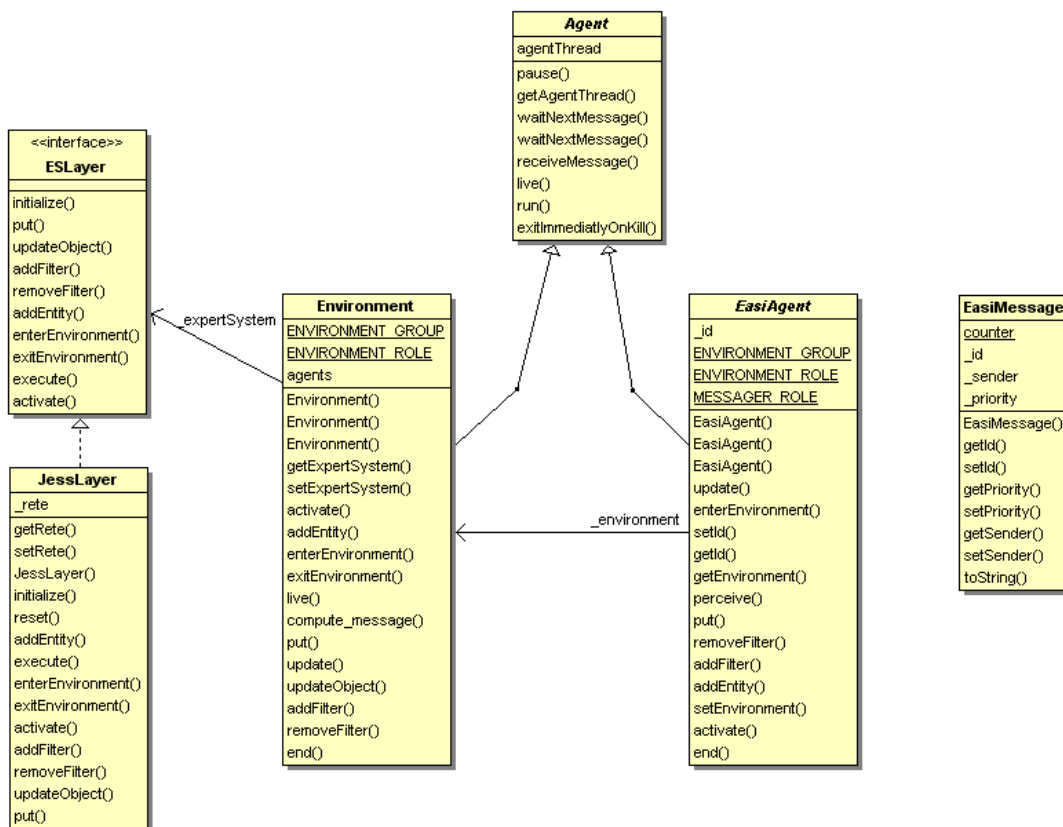 Agent
agentThread
pause()
getAgentThread()
waitNextMessage()
waitNextMessage()
receiveMessage()
live()
run()
exitImmediatlyOnKill()
<<interface>>
ESLayer
initialize()
put()
updateObject()
addFilter()
removeFilter()
addEntity()
enterEnvironment()
exitEnvironment()
execute()
activate()
_expertSystem
Environment
ENVIRONMENT_GROUP
ENVIRONMENT_ROLE
agents
Environment()
Environment()
Environment()
getExpertSystem()
setExpertSystem()
activate()
addEntity()
enterEnvironment()
exitEnvironment()
live()
compute_message()
put()
update()
updateObject()
addFilter()
removeFilter()
end()
_environment
EasiAgent
_id
ENVIRONMENT_GROUP
ENVIRONMENT_ROLE
MESSAGER_ROLE
EasiAgent()
EasiAgent()
EasiAgent()
update()
enterEnvironment()
setId()
getId()
getEnvironment()
perceive()
put()
removeFilter()
addFilter()
addEntity()
setEnvironment()
activate()
end()
EasiMessage
counter
_id
_sender
_priority
EasiMessage()
getId()
setId()
getPriority()
setPriority()
getSender()
setSender()
toString()
JessLayer
_rete
getRete()
setRete()
JessLayer()
initialize()
reset()
addEntity()
execute()
enterEnvironment()
exitEnvironment()
activate()
addFilter()
removeFilter()
updateObject()
put()